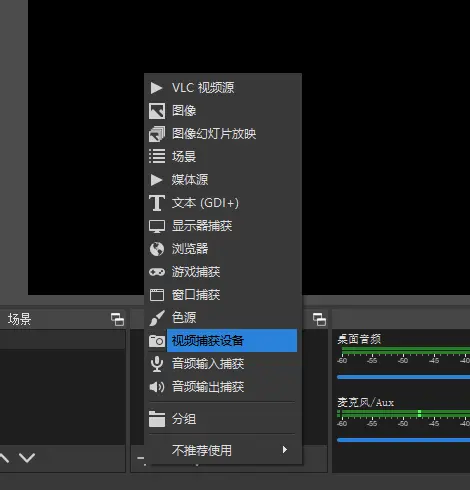 VLC 视频源
图像
图像幻灯片放映
场景
媒体源
文本 (GDI+)
显示器捕获
浏览器
游戏捕获
窗口捕获
色源
视频捕获设备
音频输入捕获
音频输出捕获
分组
不推荐使用
场景
桌面音频
-60 -55 -50 -45 -40
麦克风/Aux
-60 -55 -50 -45 -40